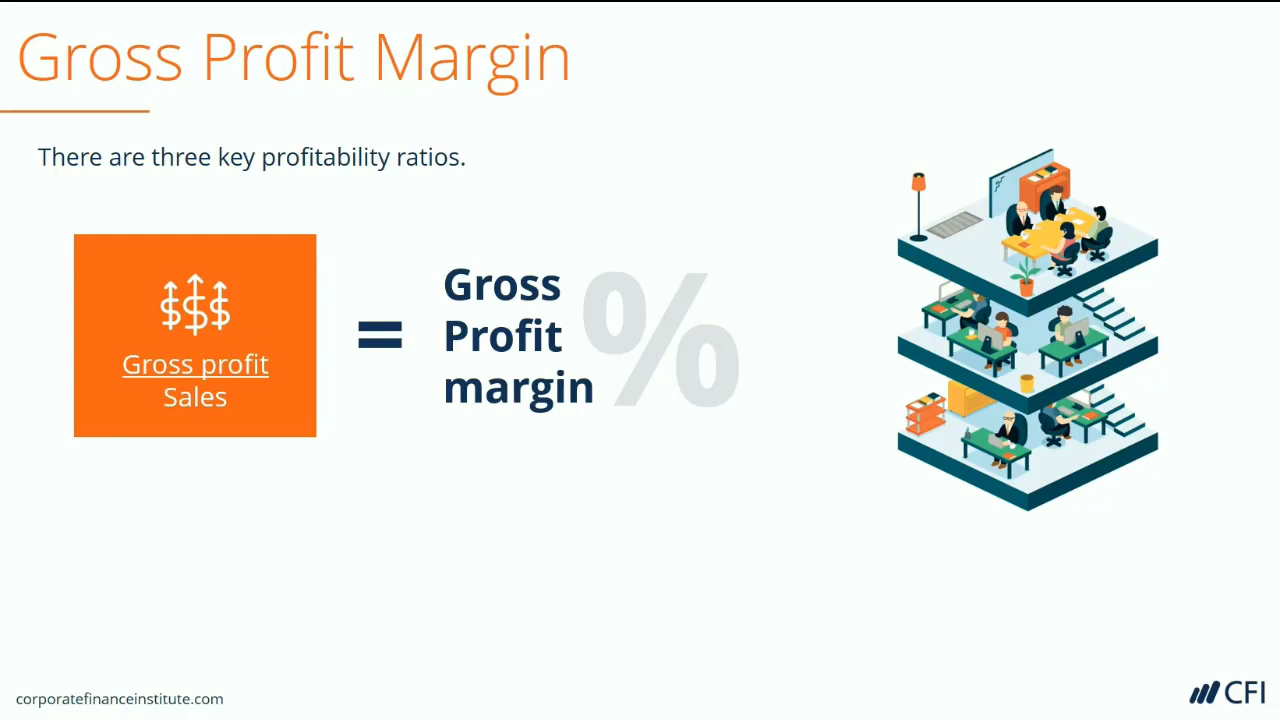 Gross Profit Margin
There are three key profitability ratios.
Gross profit
Sales
=
Gross
Profit
margin
%
corporatefinanceinstitute.com
CFI